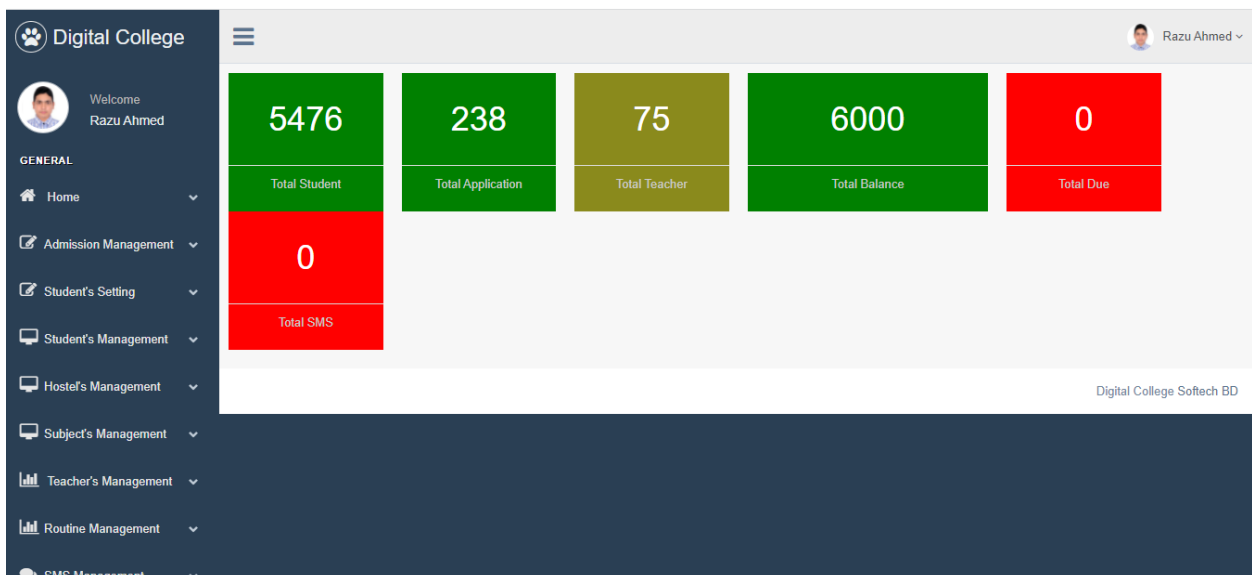 Digital College
Razu Ahmed
Welcome
Razu Ahmed
GENERAL
Home
Admission Management
Student's Setting
Student's Management
Hostel's Management
Subject's Management
Teacher's Management
Routine Management
SMS Management
5476
Total Student
238
Total Application
75
Total Teacher
6000
Total Balance
0
Total Due
0
Total SMS
Digital College Softech BD